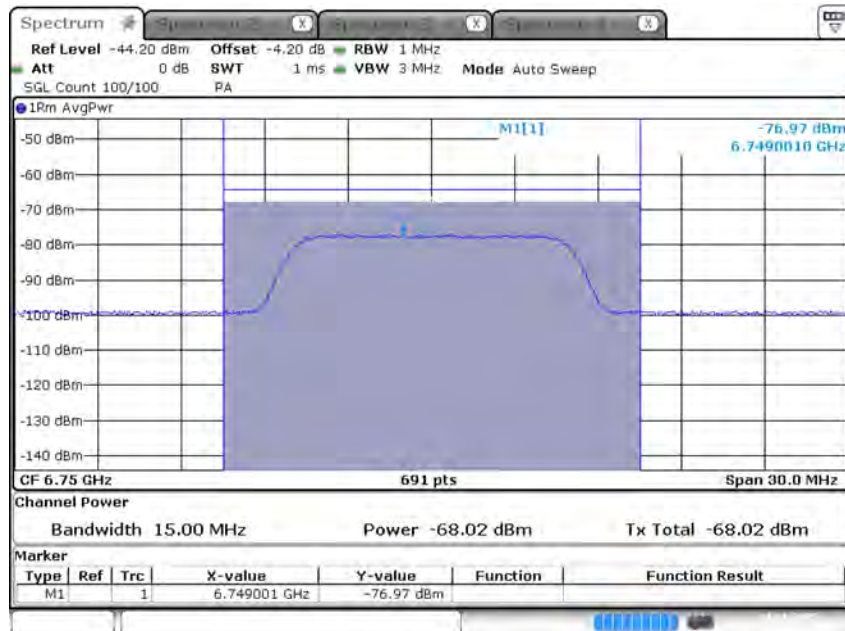 Spectrum
Ref Level -44.20 dBm Offset -4.20 dB RBW 1 MHz
Att 0 dB SWT 1 ms VBW 3 MHz Mode Auto Sweep
SGL Count 100/100 PA
1Rm AvgPwr
M1[1] -76.97 dBm
6.7490010 GHz
-50 dBm
-60 dBm
-70 dBm
-80 dBm
-90 dBm
-100 dBm
-110 dBm
-120 dBm
-130 dBm
-140 dBm
CF 6.75 GHz 691 pts Span 30.0 MHz
Channel Power
Bandwidth 15.00 MHz Power -68.02 dBm Tx Total -68.02 dBm
Marker
Type Ref Trc X-value Y-value Function Function Result
M1 1 6.749001 GHz -76.97 dBm